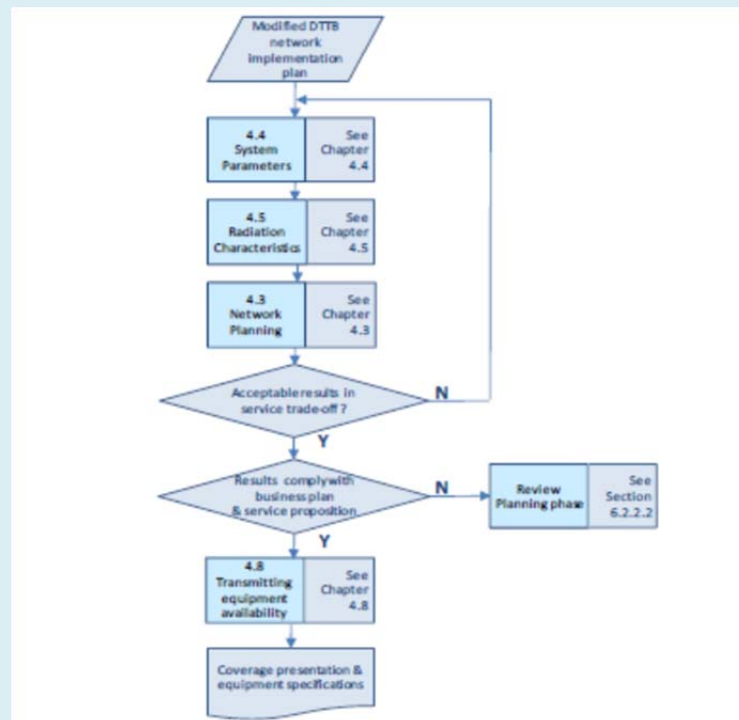 Modified DTTB
network
implementation
plan
4.4
System
Parameters
See
Chapter
4.4
4.5
Radiation
Characteristics
See
Chapter
4.5
4.3
Network
Planning
See
Chapter
4.3
Acceptable results in
service trade-off ?
N
Y
Results comply with
business plan
& service proposition
N
Review
Planning phase
See
Section
6.2.2.2
Y
4.8
Transmitting
equipment
availability
See
Chapter
4.8
Coverage presentation &
equipment specifications